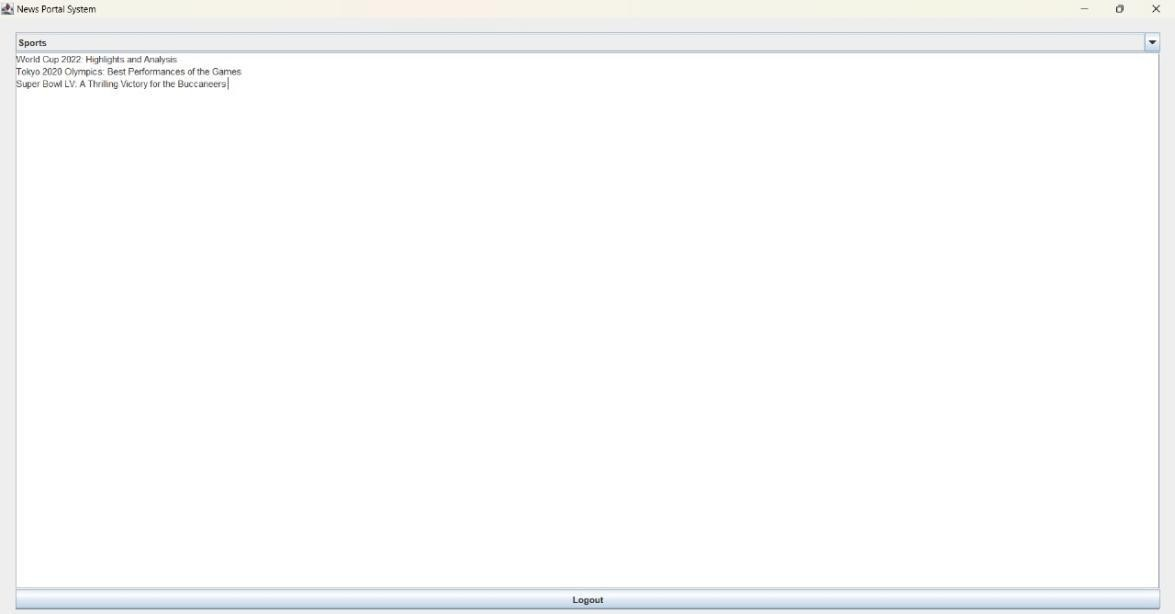 News Portal System
Sports
World Cup 2022: Highlights and Analysis
Tokyo 2020 Olympics: Best Performances of the Games
Super Bowl LV: A Thrilling Victory for the Buccaneers
Logout